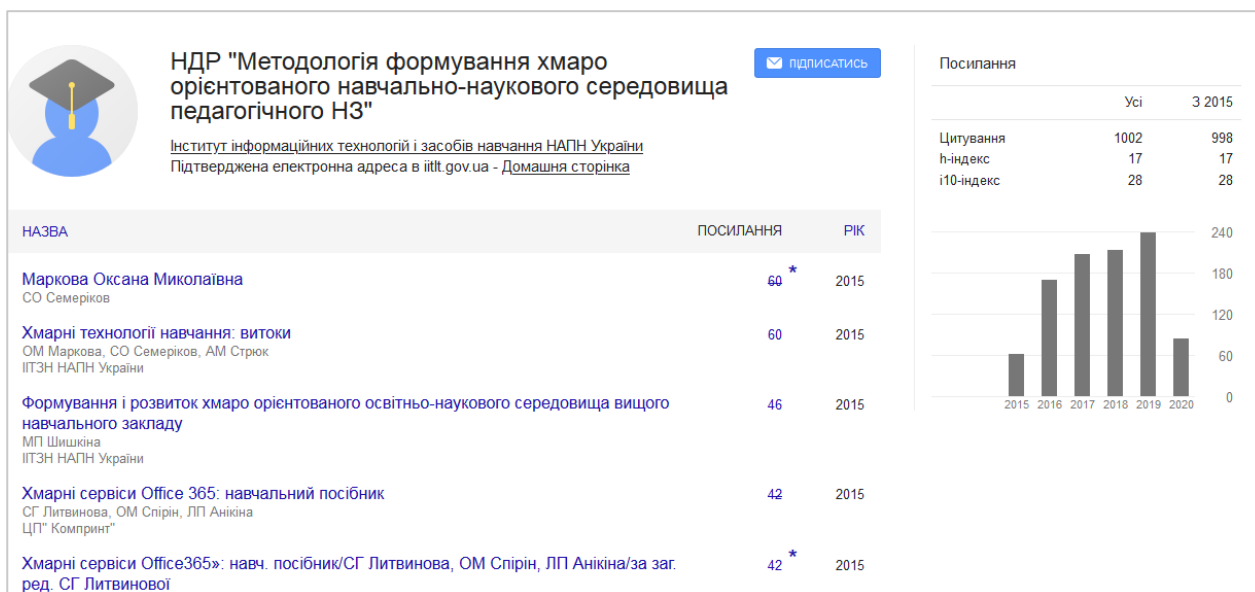 НДР "Методологія формування хмаро
орієнтованого навчально-наукового середовища
педагогічного НЗ"
ПІДПИСАТИСЬ
Інститут інформаційних технологій і засобів навчання НАПН України
Підтверджена електронна адреса в iitlt.gov.ua - Домашня сторінка
НАЗВА ПОСИЛАННЯ РІК
Маркова Оксана Миколаївна 60 * 2015
СО Семеріков
Хмарні технології навчання: витоки 60 2015
ОМ Маркова, СО Семеріков, АМ Стрюк
ІІТЗН НАПН України
Формування і розвиток хмаро орієнтованого освітньо-наукового середовища вищого 46 2015
навчального закладу
МП Шишкіна
ІІТЗН НАПН України
Хмарні сервіси Office 365: навчальний посібник 42 2015
СГ Литвинова, ОМ Спірін, ЛП Анікіна
ЦП" Компринт"
Хмарні сервіси Office365»: навч. посібник/СГ Литвинова, ОМ Спірін, ЛП Анікіна/за заг. 42 * 2015
ред. СГ Литвинової
Посилання
Усі З 2015
Цитування 1002 998
h-індекс 17 17
i10-індекс 28 28
240
180
120
60
0
2015 2016 2017 2018 2019 2020